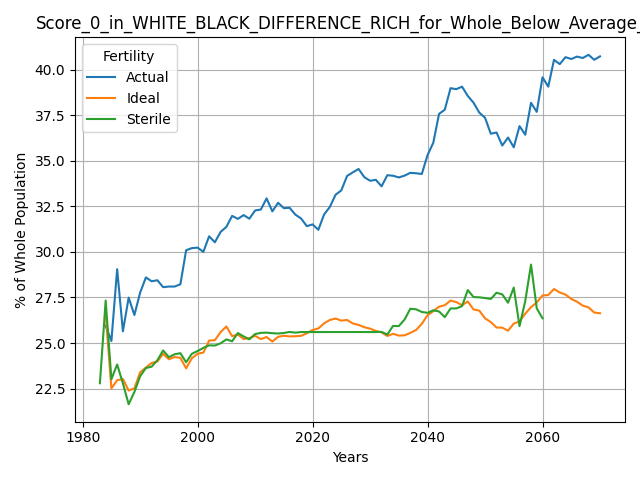 Score_0_in_WHITE_BLACK_DIFFERENCE_RICH_for_Whole_Below_Average_
Fertility
Actual
Ideal
Sterile
40.0
37.5
35.0
32.5
30.0
27.5
25.0
22.5
% of Whole Population
1980
2000
2020
2040
2060
Years